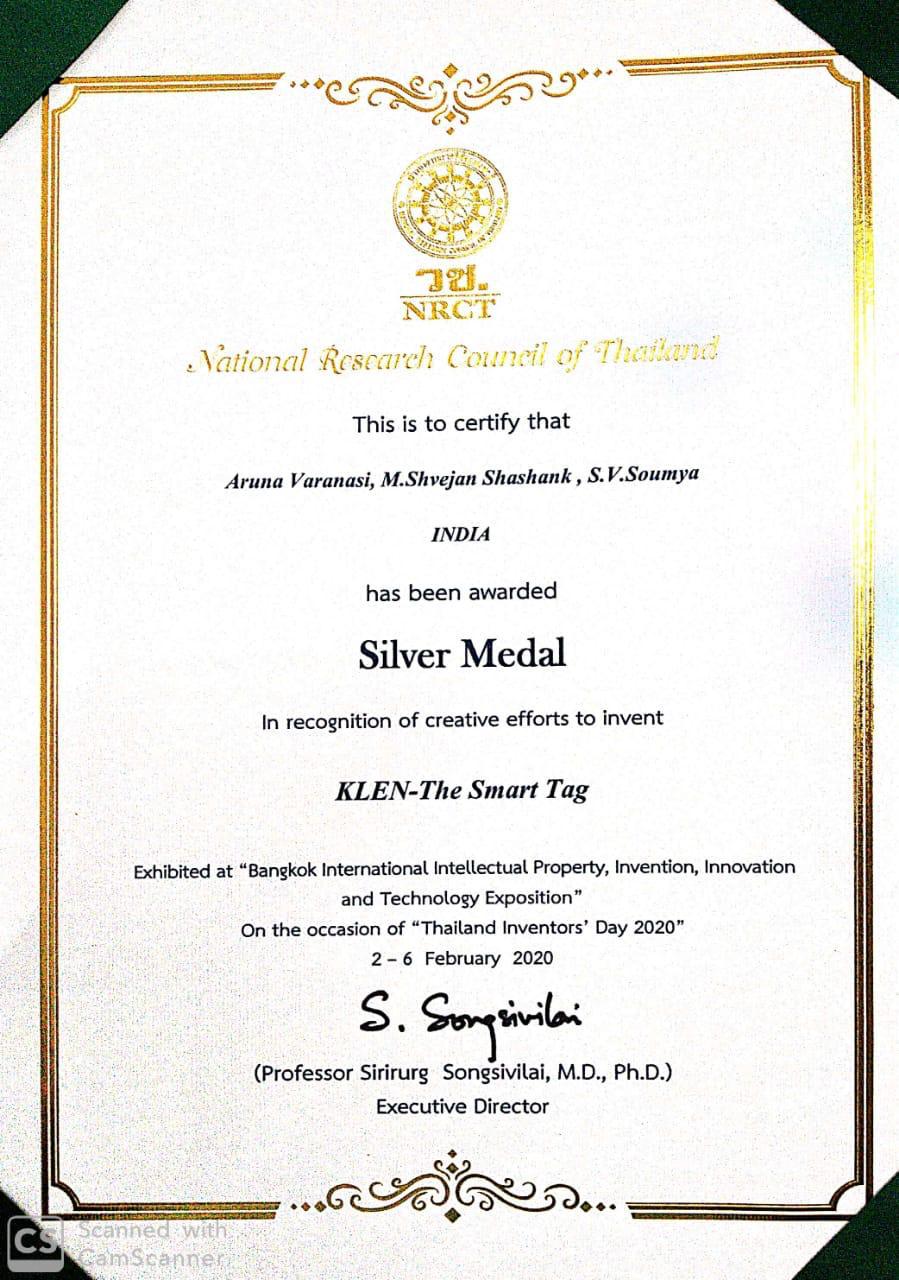 วช.
NRCT
National Research Council of Thailand
This is to certify that
Aruna Varanasi, M.Shvejan Shashank , S.V.Soumya
INDIA
has been awarded
Silver Medal
In recognition of creative efforts to invent
KLEN-The Smart Tag
Exhibited at “Bangkok International Intellectual Property, Invention, Innovation
and Technology Exposition”
On the occasion of “Thailand Inventors’ Day 2020”
2 – 6 February 2020
S. Songsivilai
(Professor Sirirurg Songsivilai, M.D., Ph.D.)
Executive Director
CS Scanned with
CamScanner